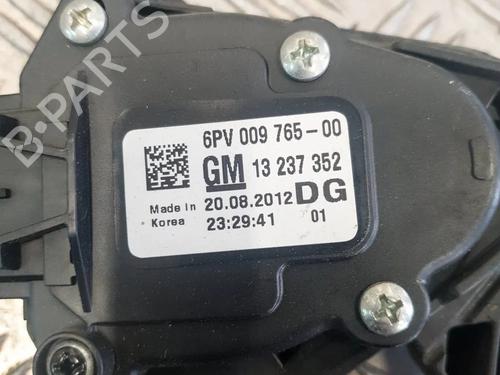 B-PARTS
6PV 009 765-00
GM 13 237 352
Made In Korea 20.08.2012 DG
23:29:41 01